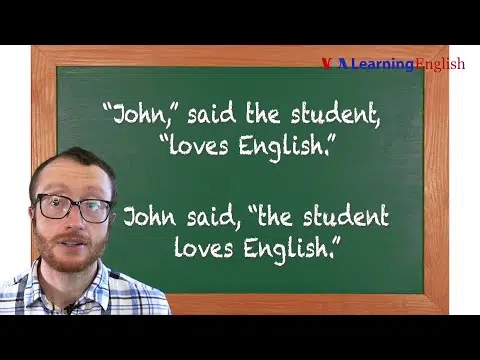 VOA LearningEnglish
“John,” said the student,
“loves English.”
John said, “the student
loves English.”